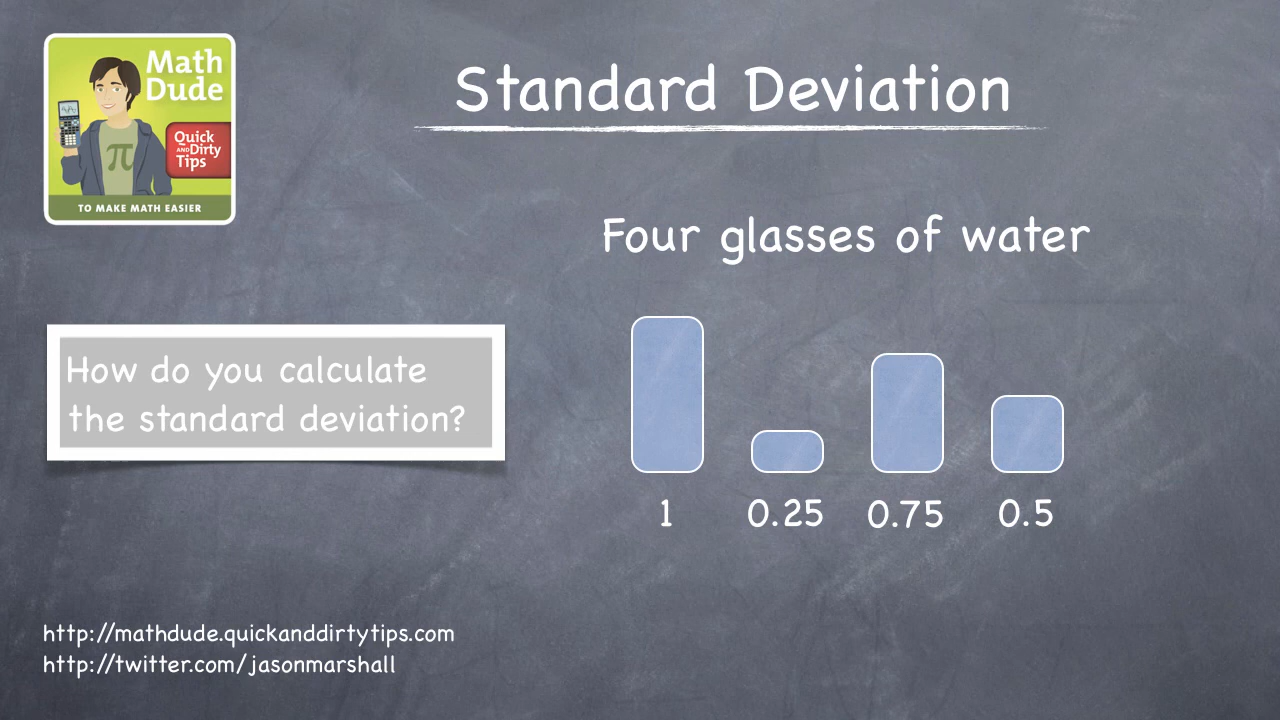 Math
Dude
Quick
AND Dirty
Tips
π
TO MAKE MATH EASIER
Standard Deviation
Four glasses of water
How do you calculate
the standard deviation?
1 0.25 0.75 0.5
http://mathdude.quickanddirtytips.com
http://twitter.com/jasonmarshall